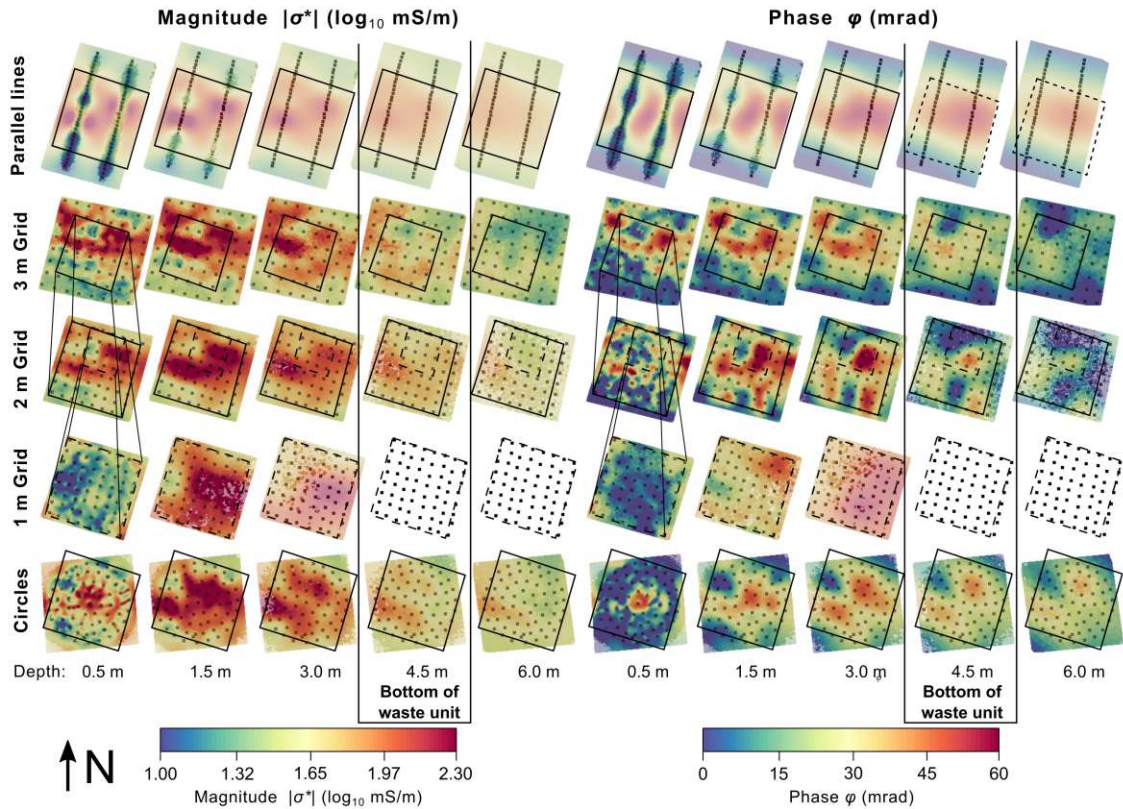 Magnitude |σ*| (log₁₀ mS/m)
Phase φ (mrad)
Parallel lines
3 m Grid
2 m Grid
1 m Grid
Circles
Depth: 0.5 m 1.5 m 3.0 m 4.5 m 6.0 m 0.5 m 1.5 m 3.0 m 4.5 m 6.0 m
Bottom of
waste unit
Bottom of
waste unit
N
1.00 1.32 1.65 1.97 2.30
Magnitude |σ*| (log₁₀ mS/m)
0 15 30 45 60
Phase φ (mrad)